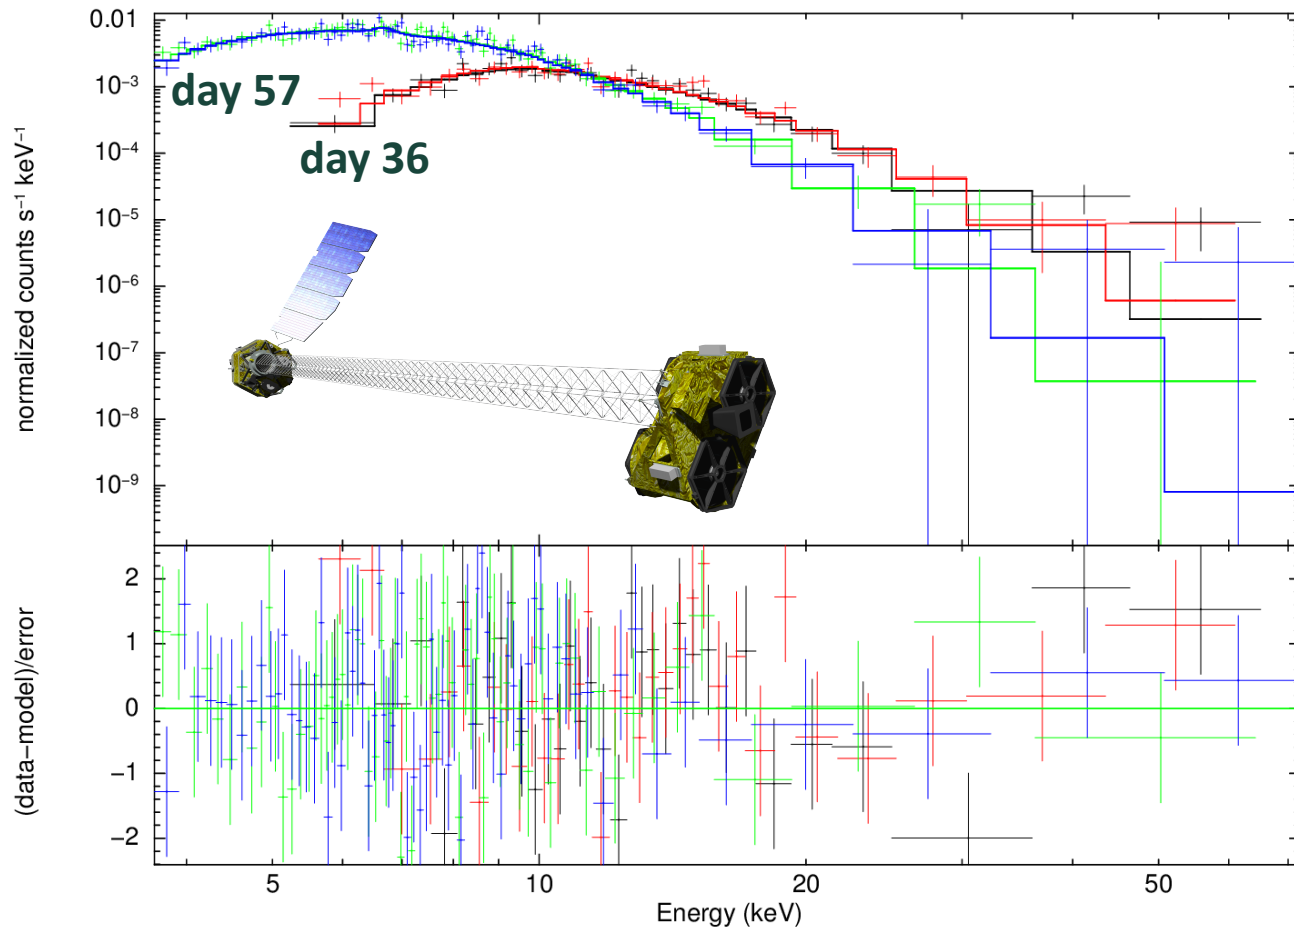 0.01
10⁻³
10⁻⁴
10⁻⁵
10⁻⁶
10⁻⁷
10⁻⁸
10⁻⁹
normalized counts s⁻¹ keV⁻¹
day 57
day 36
2
1
0
−1
−2
(data−model)/error
5 10 20 50
Energy (keV)